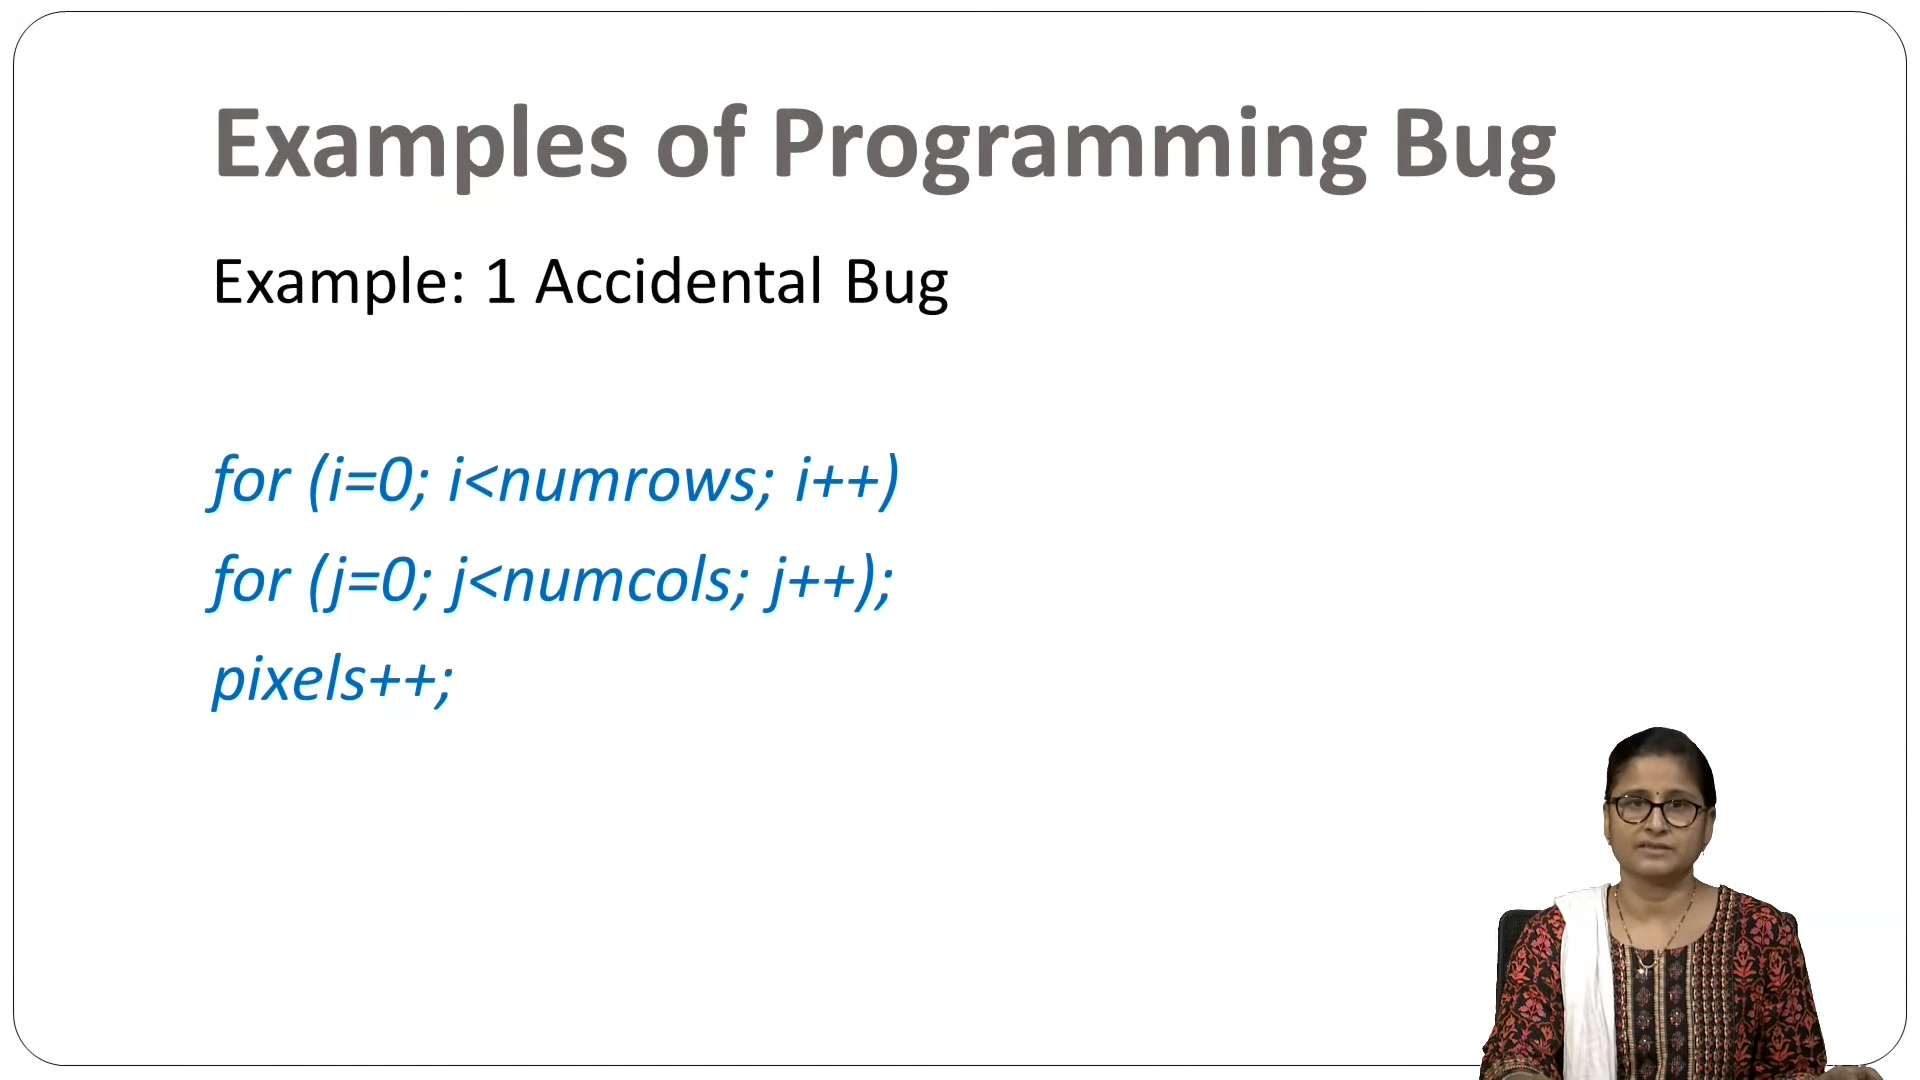 Examples of Programming Bug
Example: 1 Accidental Bug
for (i=0; i<numrows; i++)
for (j=0; j<numcols; j++);
pixels++;